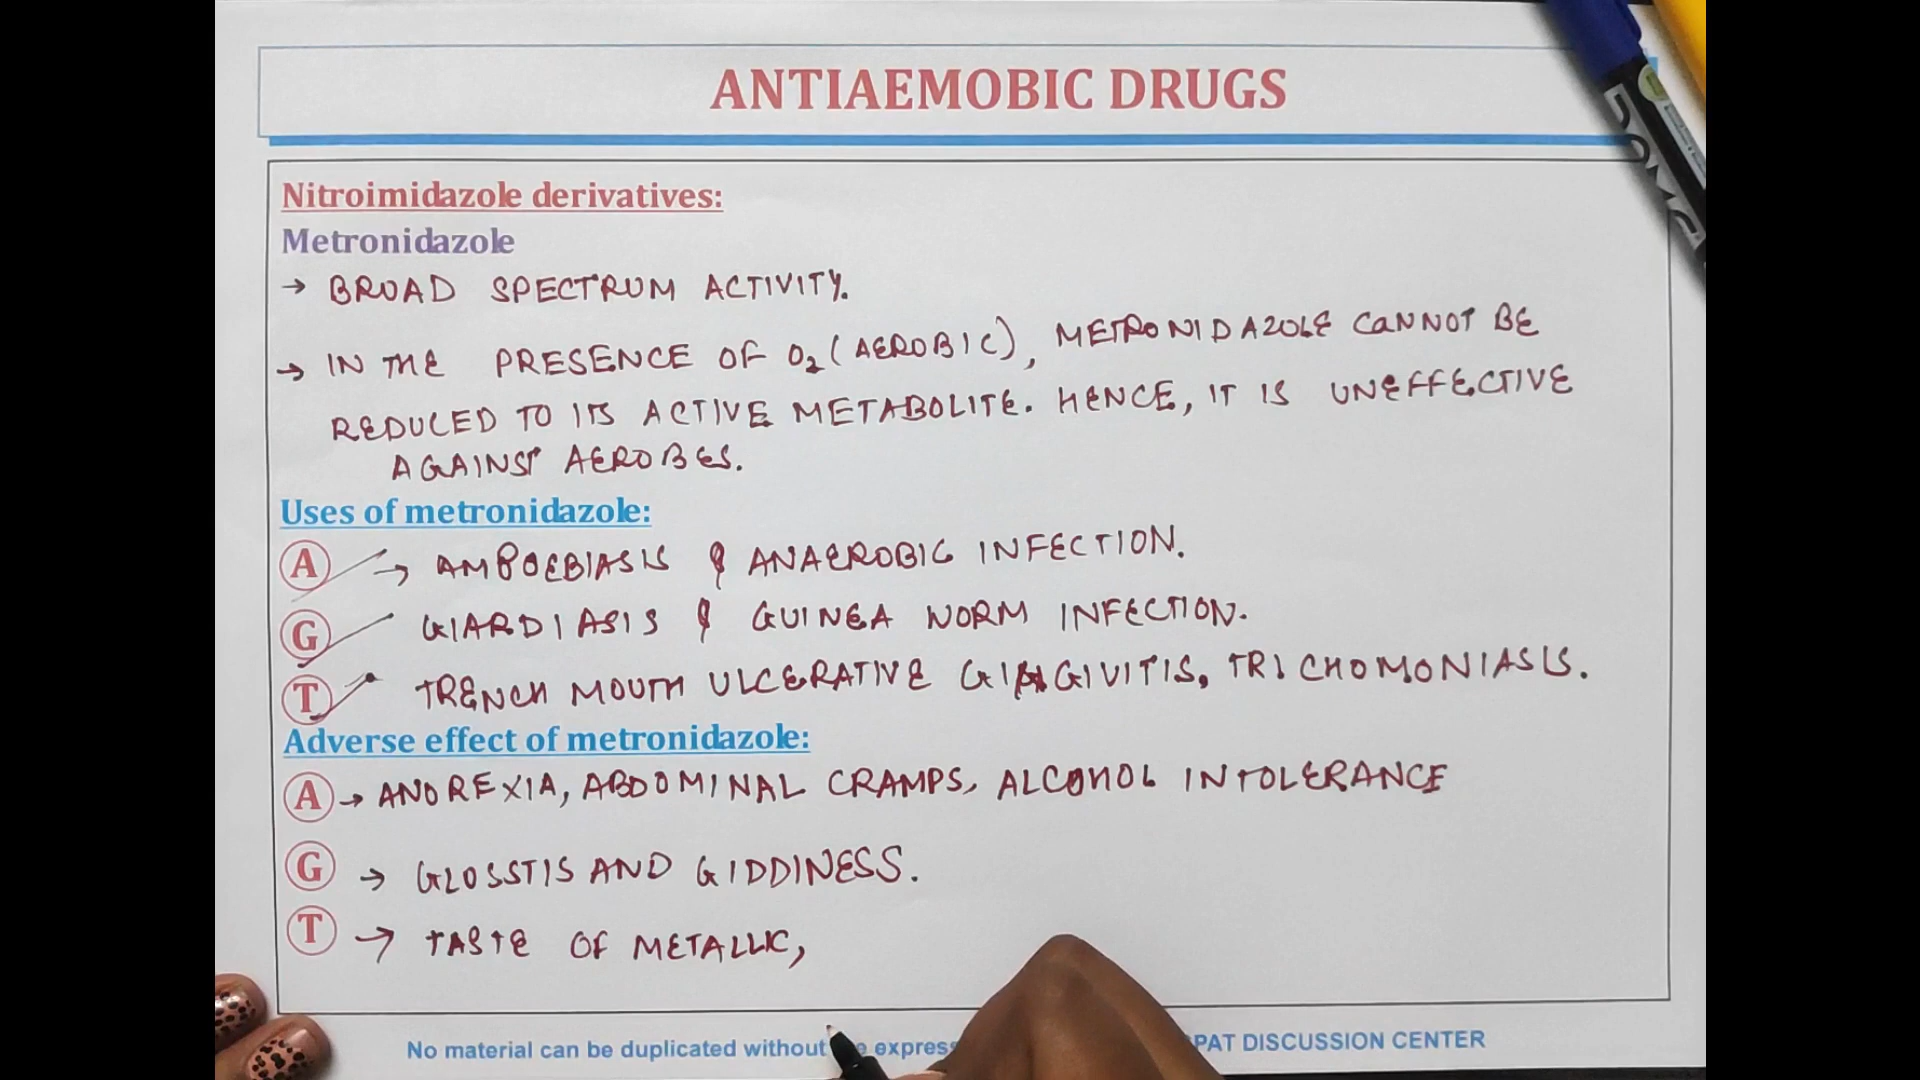 ANTIAEMOBIC DRUGS
Nitroimidazole derivatives:
Metronidazole
→ BROAD SPECTRUM ACTIVITY.
→ IN THE PRESENCE OF O₂ (AEROBIC), METRONIDAZOLE CANNOT BE
REDUCED TO ITS ACTIVE METABOLITE. HENCE, IT IS UNEFFECTIVE
AGAINST AEROBES.
Uses of metronidazole:
A → AMOEBIASIS & ANAEROBIC INFECTION.
G GIARDIASIS & GUINEA WORM INFECTION.
T TRENCH MOUTH ULCERATIVE GINGIVITIS, TRICHOMONIASIS.
Adverse effect of metronidazole:
A → ANOREXIA, ABDOMINAL CRAMPS, ALCOHOL INTOLERANCE
G → GLOSSTIS AND GIDDINESS.
T → TASTE OF METALLIC,
No material can be duplicated without express PAT DISCUSSION CENTER
DOMS